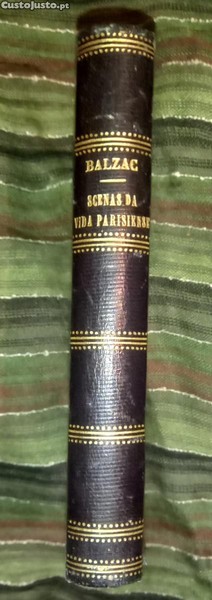 CustoJusto.pt
BALZAC
SCENAS DA
VIDA PARISIENSE